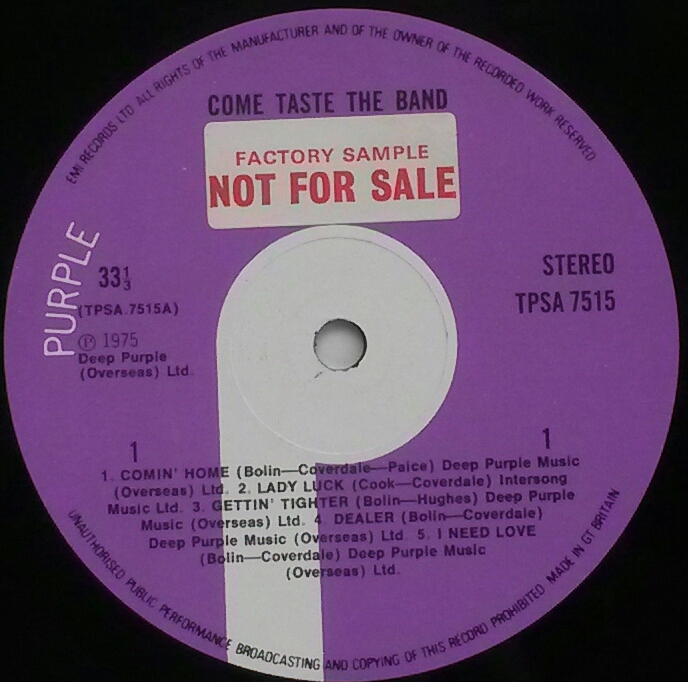 EMI RECORDS LTD ALL RIGHTS OF THE MANUFACTURER AND OF THE OWNER OF THE RECORDED WORK RESERVED
COME TASTE THE BAND
FACTORY SAMPLE
NOT FOR SALE
PURPLE
33⅓
(TPSA.7515A)
Ⓟ 1975
Deep Purple
(Overseas) Ltd.
STEREO
TPSA 7515
1
1
1. COMIN' HOME (Bolin—Coverdale—Paice) Deep Purple Music
(Overseas) Ltd. 2. LADY LUCK (Cook—Coverdale) Intersong
Music Ltd. 3. GETTIN' TIGHTER (Bolin—Hughes) Deep Purple
Music (Overseas) Ltd. 4. DEALER (Bolin—Coverdale)
Deep Purple Music (Overseas) Ltd. 5. I NEED LOVE
(Bolin—Coverdale) Deep Purple Music
(Overseas) Ltd.
UNAUTHORISED PUBLIC PERFORMANCE BROADCASTING AND COPYING OF THIS RECORD PROHIBITED MADE IN GT BRITAIN